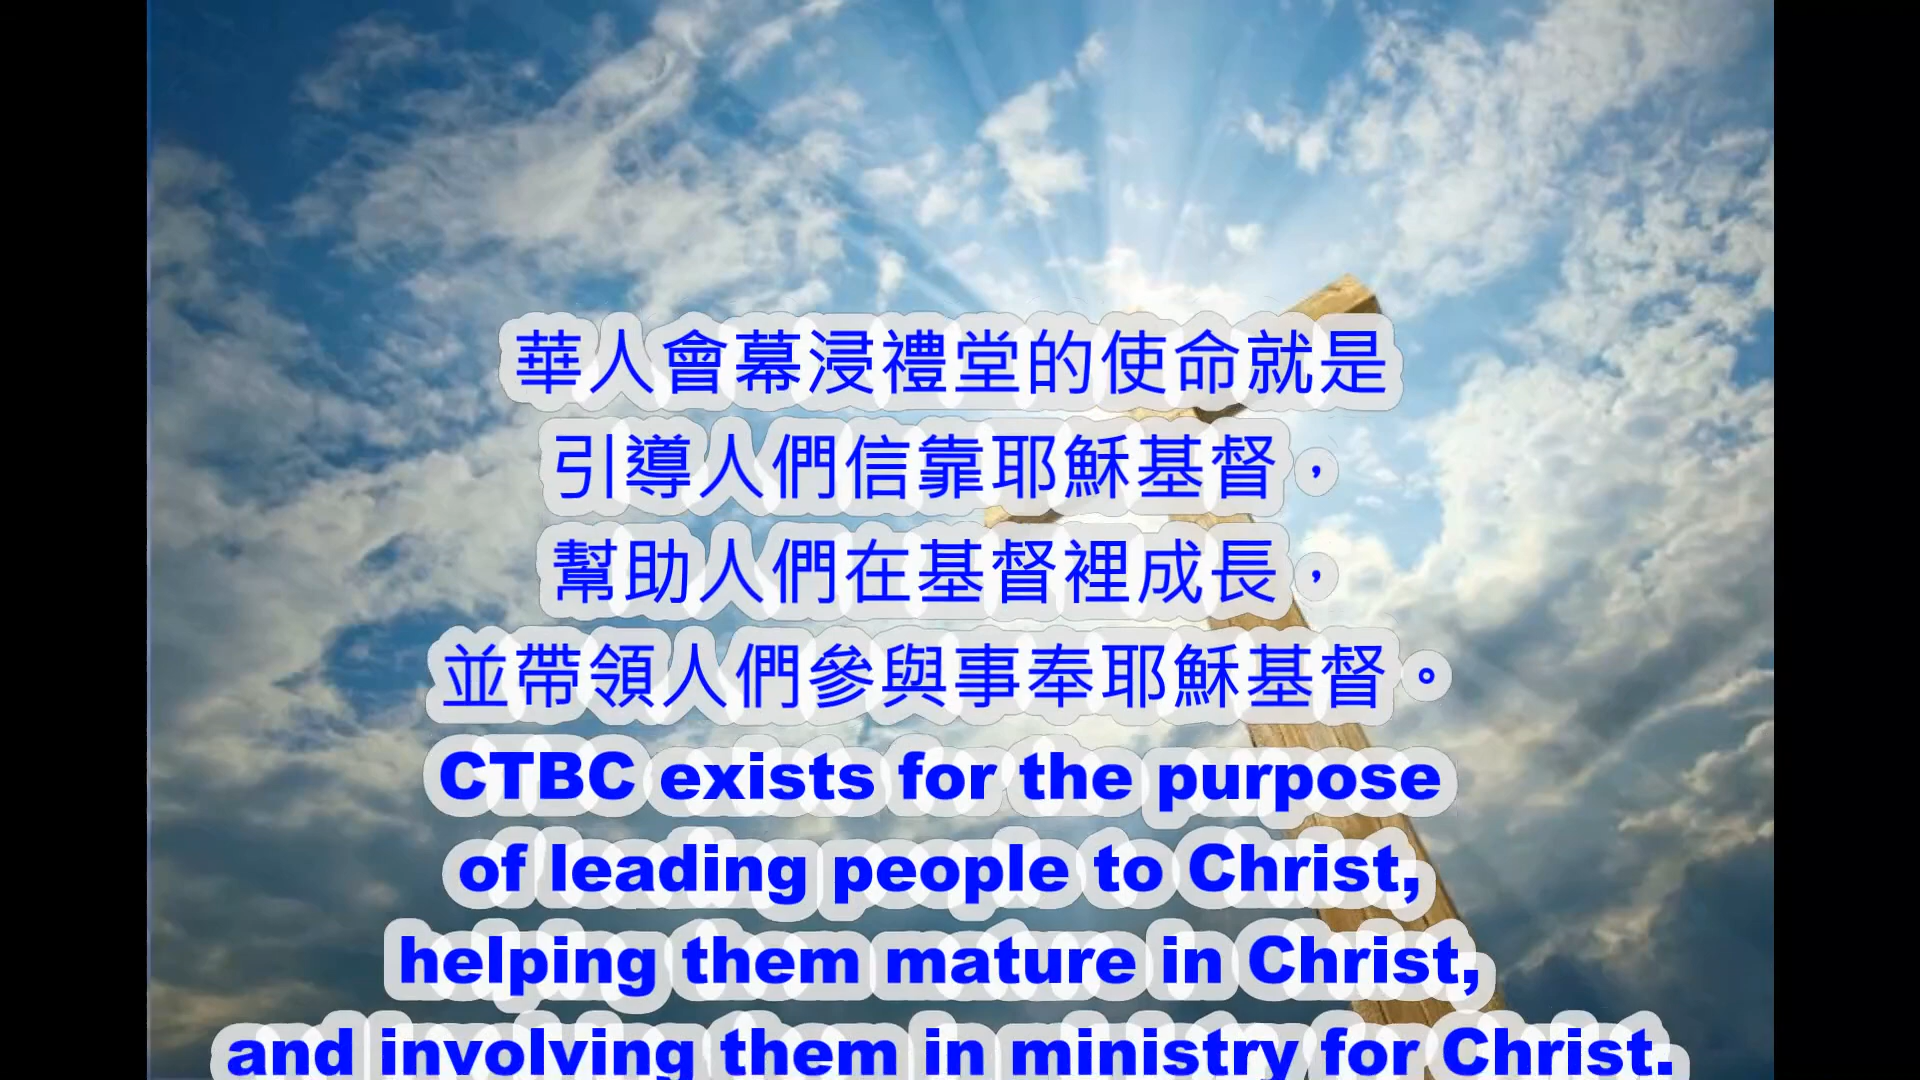 華人會幕浸禮堂的使命就是
引導人們信靠耶穌基督，
幫助人們在基督裡成長，
並帶領人們參與事奉耶穌基督。
CTBC exists for the purpose
of leading people to Christ,
helping them mature in Christ,
and involving them in ministry for Christ.